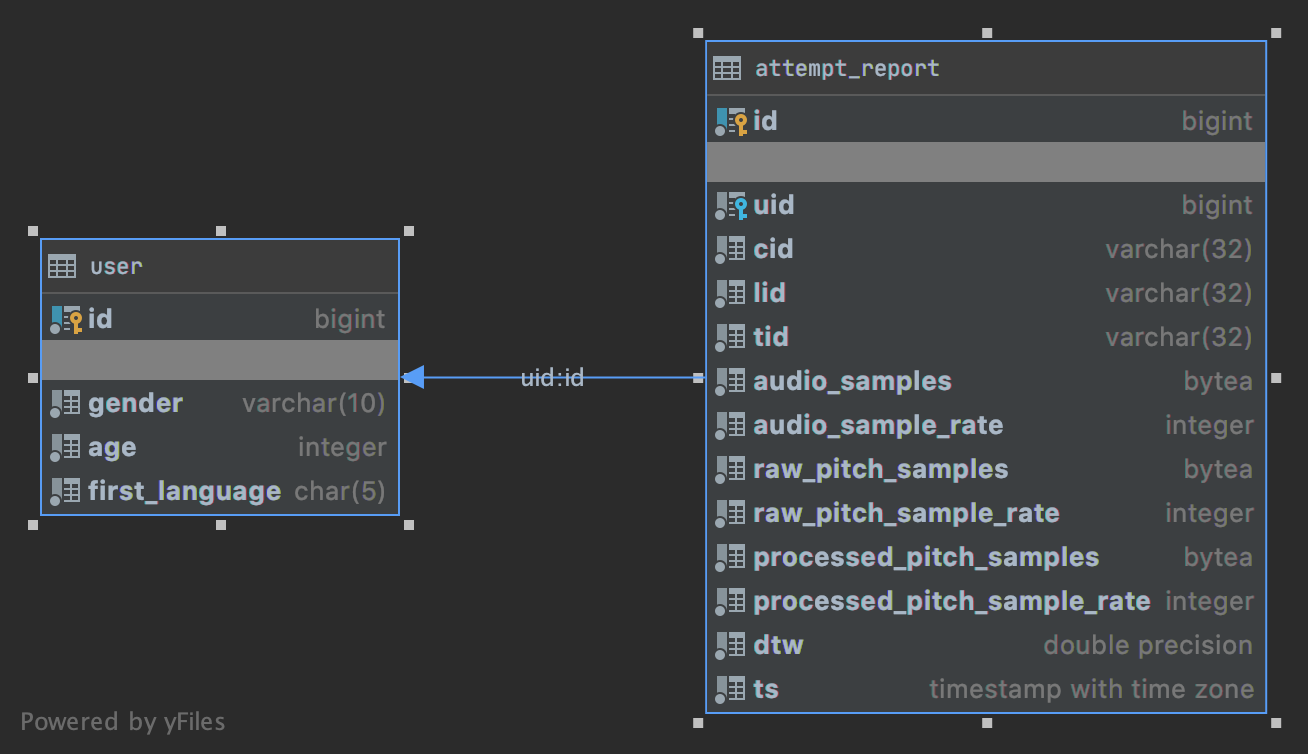 user
id bigint
gender varchar(10)
age integer
first_language char(5)
uid:id
attempt_report
id bigint
uid bigint
cid varchar(32)
lid varchar(32)
tid varchar(32)
audio_samples bytea
audio_sample_rate integer
raw_pitch_samples bytea
raw_pitch_sample_rate integer
processed_pitch_samples bytea
processed_pitch_sample_rate integer
dtw double precision
ts timestamp with time zone
Powered by yFiles